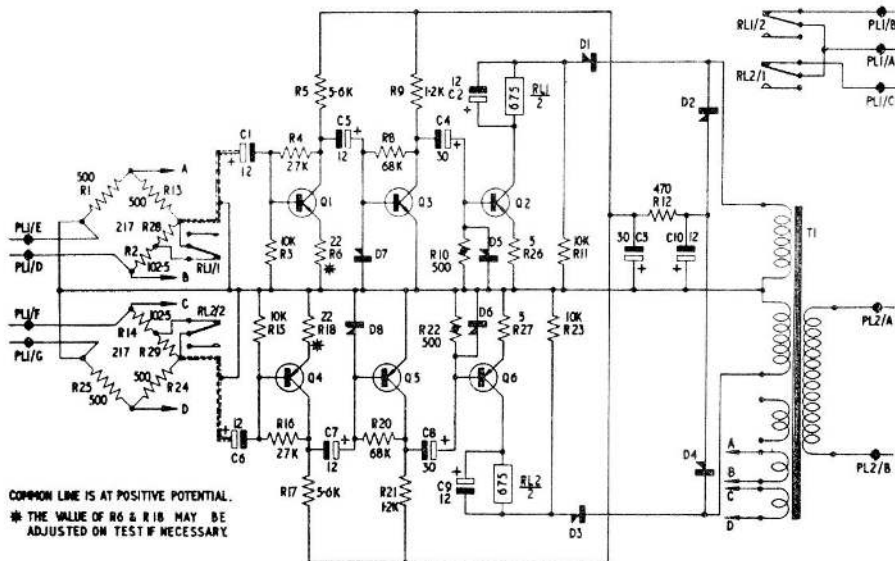 RL1/2
PL1/B
PL1/A
RL2/1
PL1/C
D1
R5
5·6K
R9
1·2K
12
C2
675
RL1
2
D2
C1
12
R4
27K
C5
12
R8
68K
C4
30
470
R12
A
500
R1
R13
500
217
R28
R2
102·5
RL1/1
B
PL1/E
PL1/D
Q1
Q3
Q2
10K
R3
22
R6
✱
D7
R10
500
D5
5
R26
10K
R11
30
C3
C10
12
T1
PL1/F
PL1/G
C
102·5
R14
RL2/2
217
R29
R25
500
500
R24
D
10K
R15
22
R18
✱
D8
R22
500
D6
5
R27
10K
R23
PL2/A
Q4
Q5
Q6
12
C6
R16
27K
C7
12
R20
68K
C8
30
R17
5·6K
R21
1·2K
C9
12
675
RL2
2
D4
D3
A
B
C
D
PL2/B
COMMON LINE IS AT POSITIVE POTENTIAL.
✱ THE VALUE OF R6 & R18 MAY BE
ADJUSTED ON TEST IF NECESSARY.